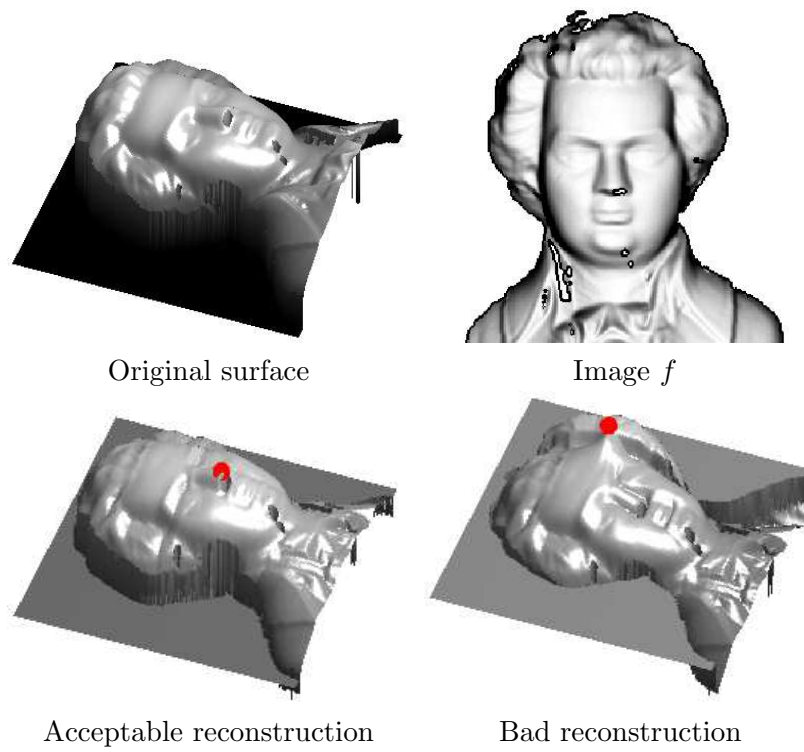 Original surface
Image f
Acceptable reconstruction
Bad reconstruction